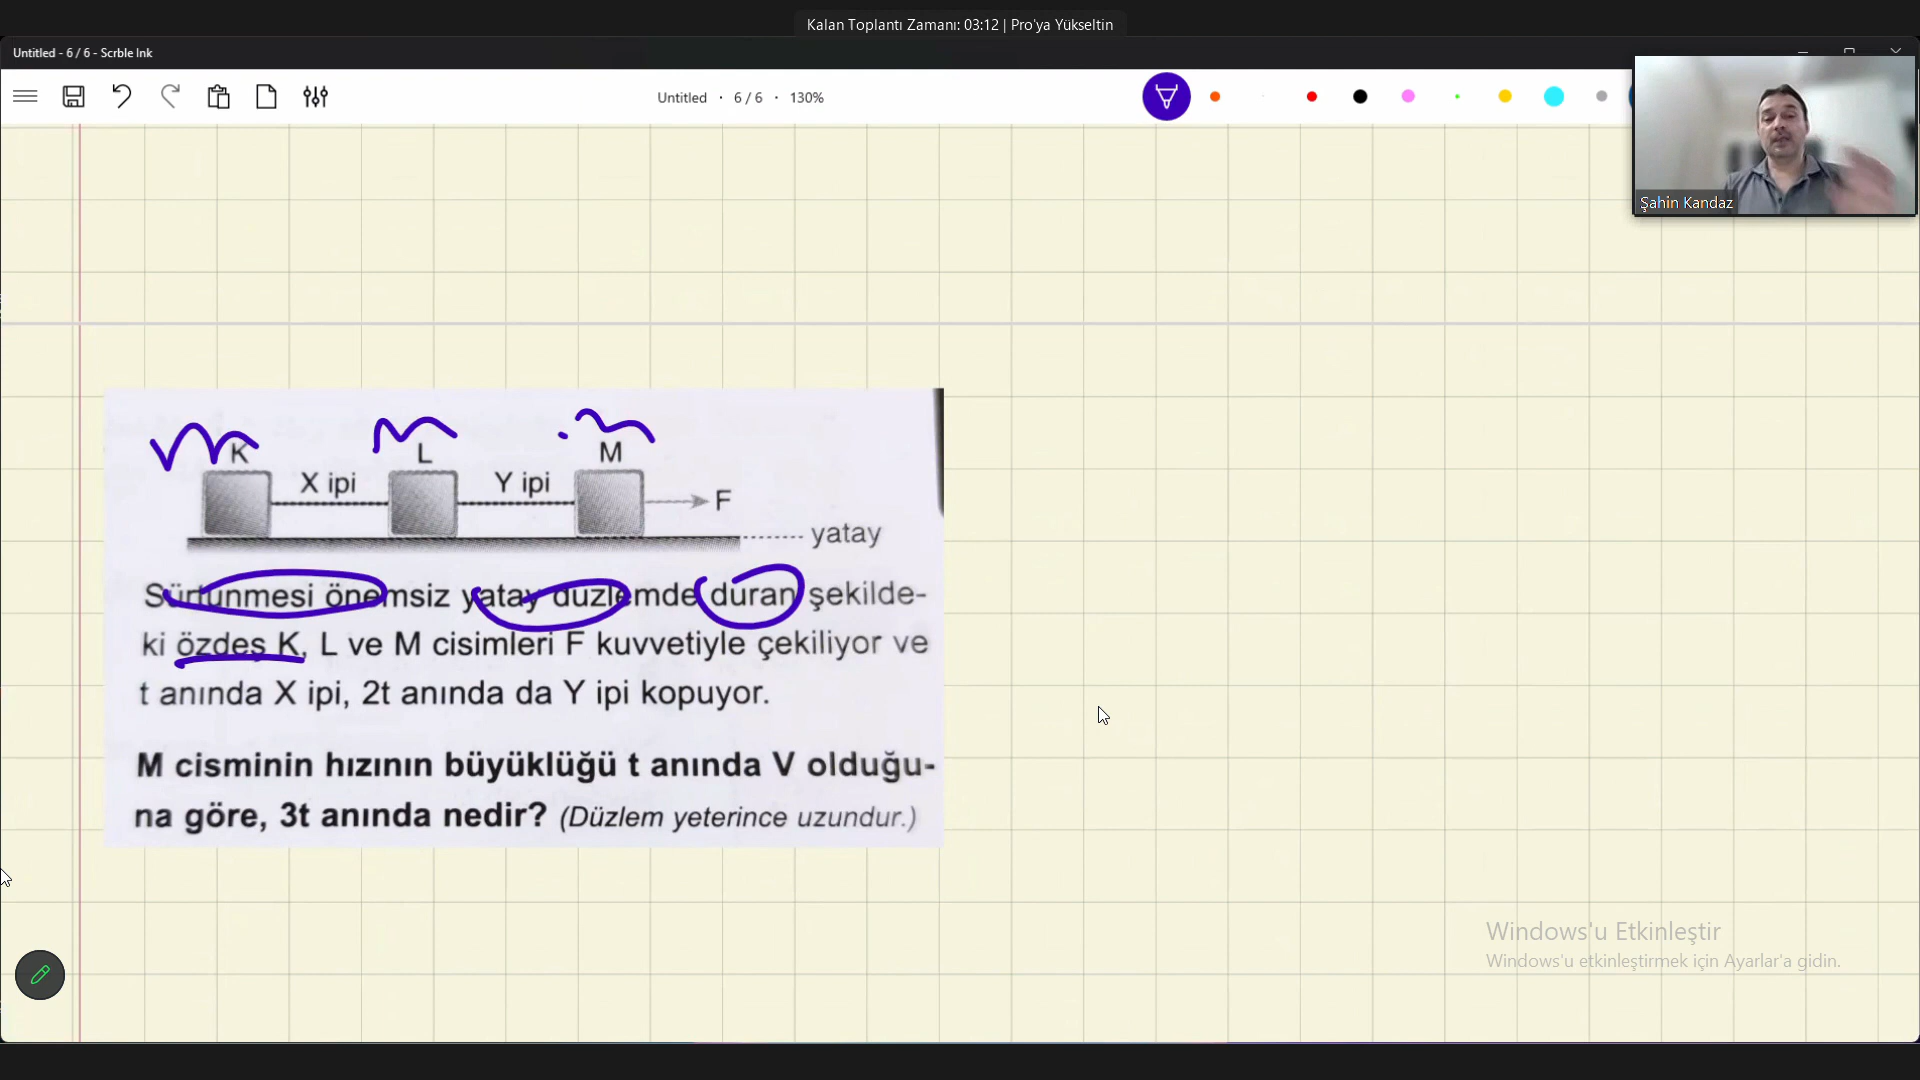 Kalan Toplantı Zamanı: 03:12 | Pro'ya Yükseltin
Untitled - 6 / 6 - Scrble Ink
Untitled · 6 / 6 · 130%
Şahin Kandaz
m
m
m
K
L
M
X ipi
Y ipi
F
yatay
Sürtünmesi önemsiz yatay düzlemde duran şekilde-
ki özdeş K, L ve M cisimleri F kuvvetiyle çekiliyor ve
t anında X ipi, 2t anında da Y ipi kopuyor.
M cisminin hızının büyüklüğü t anında V olduğu-
na göre, 3t anında nedir? (Düzlem yeterince uzundur.)
Windows'u Etkinleştir
Windows'u etkinleştirmek için Ayarlar'a gidin.